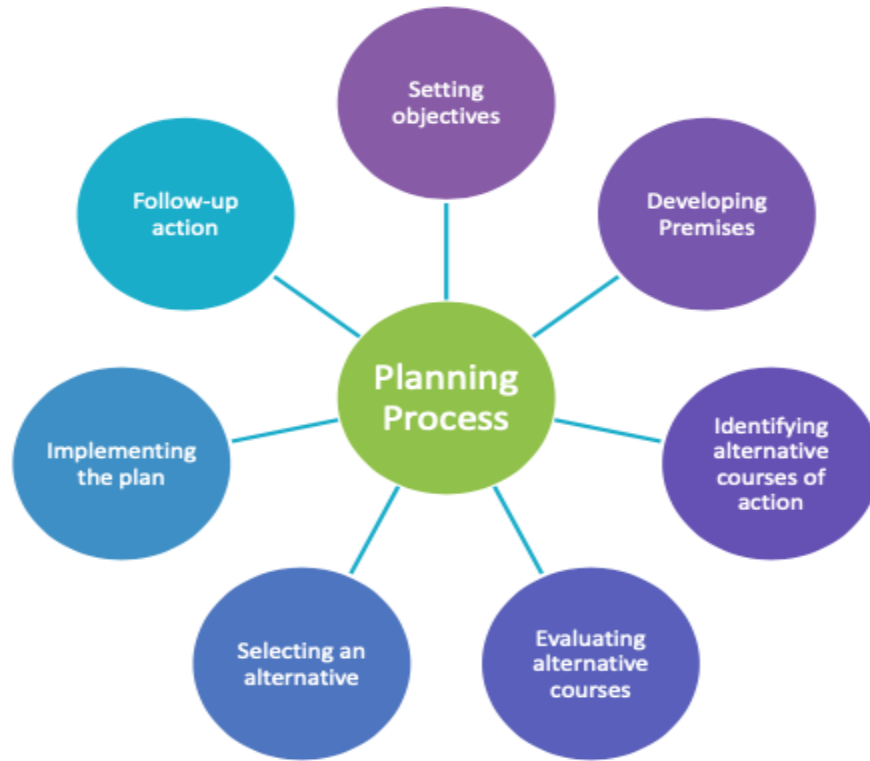 Setting
objectives
Developing
Premises
Identifying
alternative
courses of
action
Evaluating
alternative
courses
Selecting an
alternative
Implementing
the plan
Follow-up
action
Planning
Process